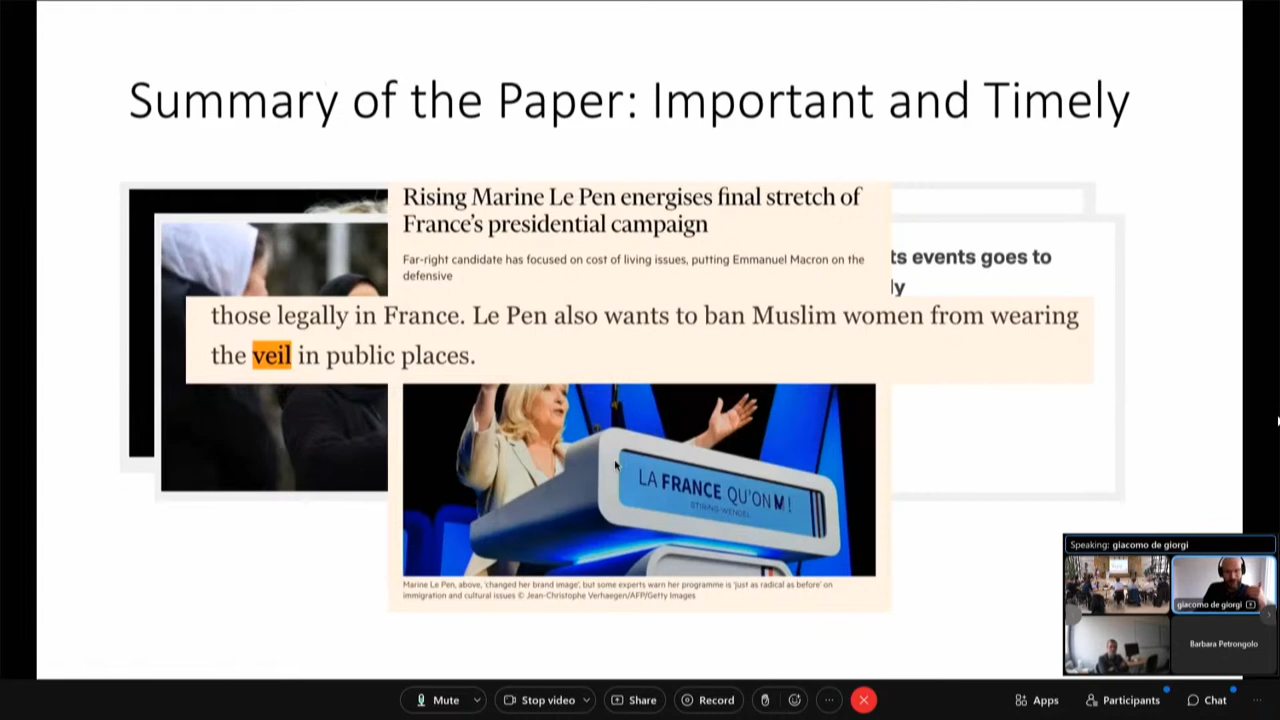 Summary of the Paper: Important and Timely
Rising Marine Le Pen energises final stretch of
France's presidential campaign
Far-right candidate has focused on cost of living issues, putting Emmanuel Macron on the
defensive
ts events goes to
ly
those legally in France. Le Pen also wants to ban Muslim women from wearing
the veil in public places.
LA FRANCE QU'ON M!
STIRING-WENDEL
Marine Le Pen, above, 'changed her brand image', but some experts warn her programme is 'just as radical as before' on
immigration and cultural issues © Jean-Christophe Verhaegen/AFP/Getty Images
Speaking: giacomo de giorgi
giacomo de giorgi
Barbara Petrongolo
Mute
Stop video
Share
Record
Apps
Participants
Chat